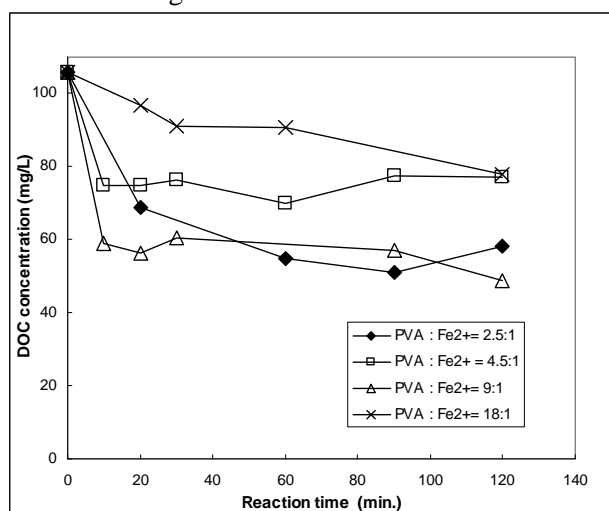 100
80
60
40
20
0
0 20 40 60 80 100 120 140
DOC concentration (mg/L)
Reaction time (min.)
PVA : Fe2+= 2.5:1
PVA : Fe2+ = 4.5:1
PVA : Fe2+= 9:1
PVA : Fe2+= 18:1